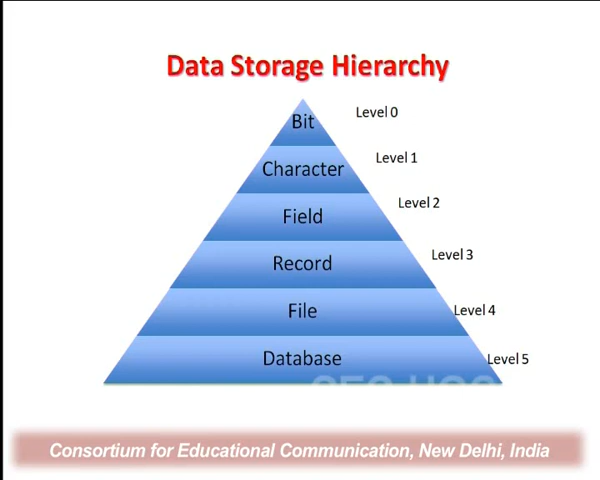 Data Storage Hierarchy
Bit
Level 0
Character
Level 1
Field
Level 2
Record
Level 3
File
Level 4
Database
Level 5
Consortium for Educational Communication, New Delhi, India